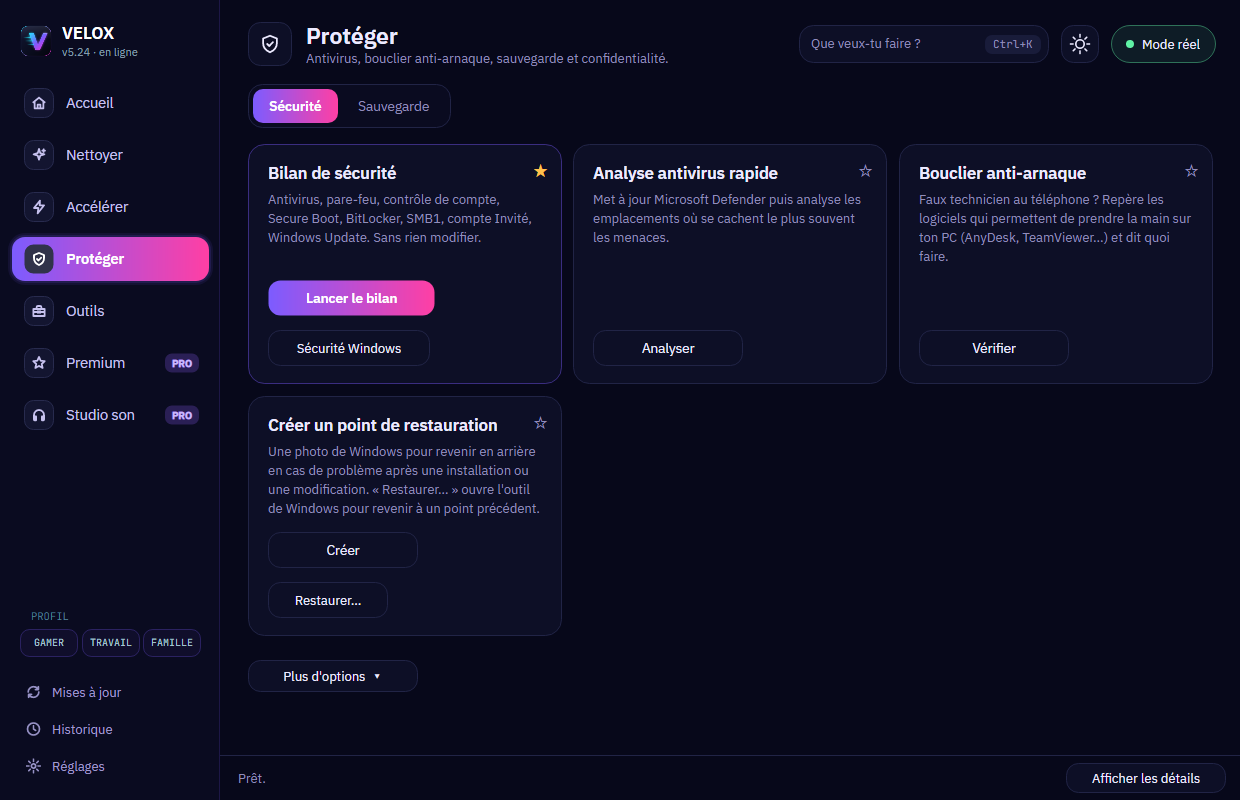 VELOX
v5.24 · en ligne
Accueil
Nettoyer
Accélérer
Protéger
Outils
Premium PRO
Studio son PRO
PROFIL
GAMER TRAVAIL FAMILLE
Mises à jour
Historique
Réglages
Protéger
Antivirus, bouclier anti-arnaque, sauvegarde et confidentialité.
Que veux-tu faire ? Ctrl+K
Mode réel
Sécurité Sauvegarde
Bilan de sécurité
Antivirus, pare-feu, contrôle de compte,
Secure Boot, BitLocker, SMB1, compte Invité,
Windows Update. Sans rien modifier.
Lancer le bilan
Sécurité Windows
Analyse antivirus rapide
Met à jour Microsoft Defender puis analyse les
emplacements où se cachent le plus souvent
les menaces.
Analyser
Bouclier anti-arnaque
Faux technicien au téléphone ? Repère les
logiciels qui permettent de prendre la main sur
ton PC (AnyDesk, TeamViewer...) et dit quoi
faire.
Vérifier
Créer un point de restauration
Une photo de Windows pour revenir en arrière
en cas de problème après une installation ou
une modification. « Restaurer... » ouvre l'outil
de Windows pour revenir à un point précédent.
Créer
Restaurer...
Plus d'options ▾
Prêt.
Afficher les détails